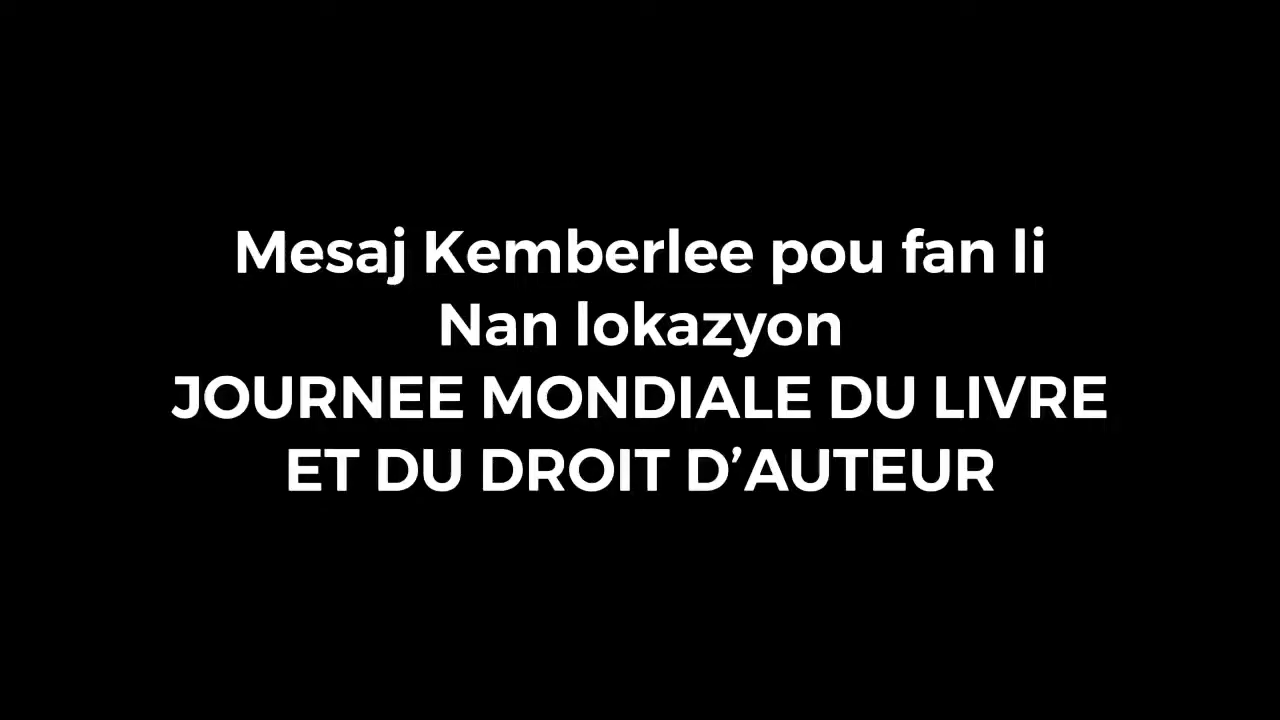 Mesaj Kemberlee pou fan li
Nan lokazyon
JOURNEE MONDIALE DU LIVRE
ET DU DROIT D’AUTEUR